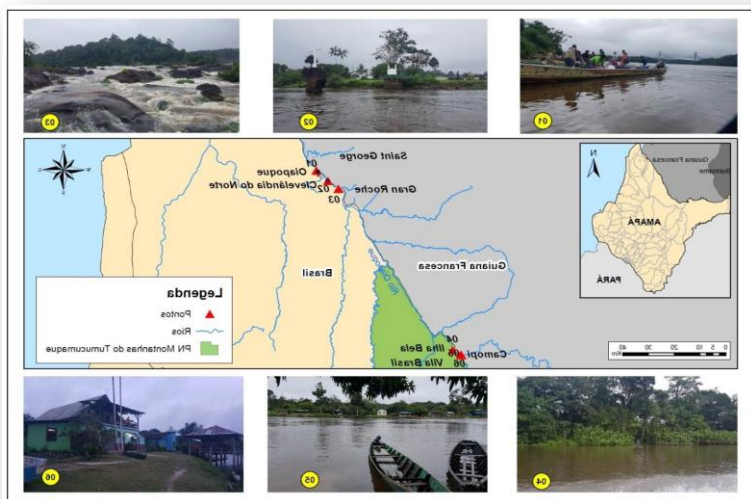 01
02
03
N
Guiana Francesa
Suriname
AMAPÁ
PARÁ
0 5 10 20 30 40
Km
Saint George
01
Oiapoque
Clevelândia do Norte
02
Gran Roche
03
Guiana Francesa
Brasil
Rio Oiapoque
04
Ilha Bela
05
Camopi
Vila Brasil
06
N
Legenda
Pontos
Rios
PN Montanhas do Tumucumaque
04
05
06